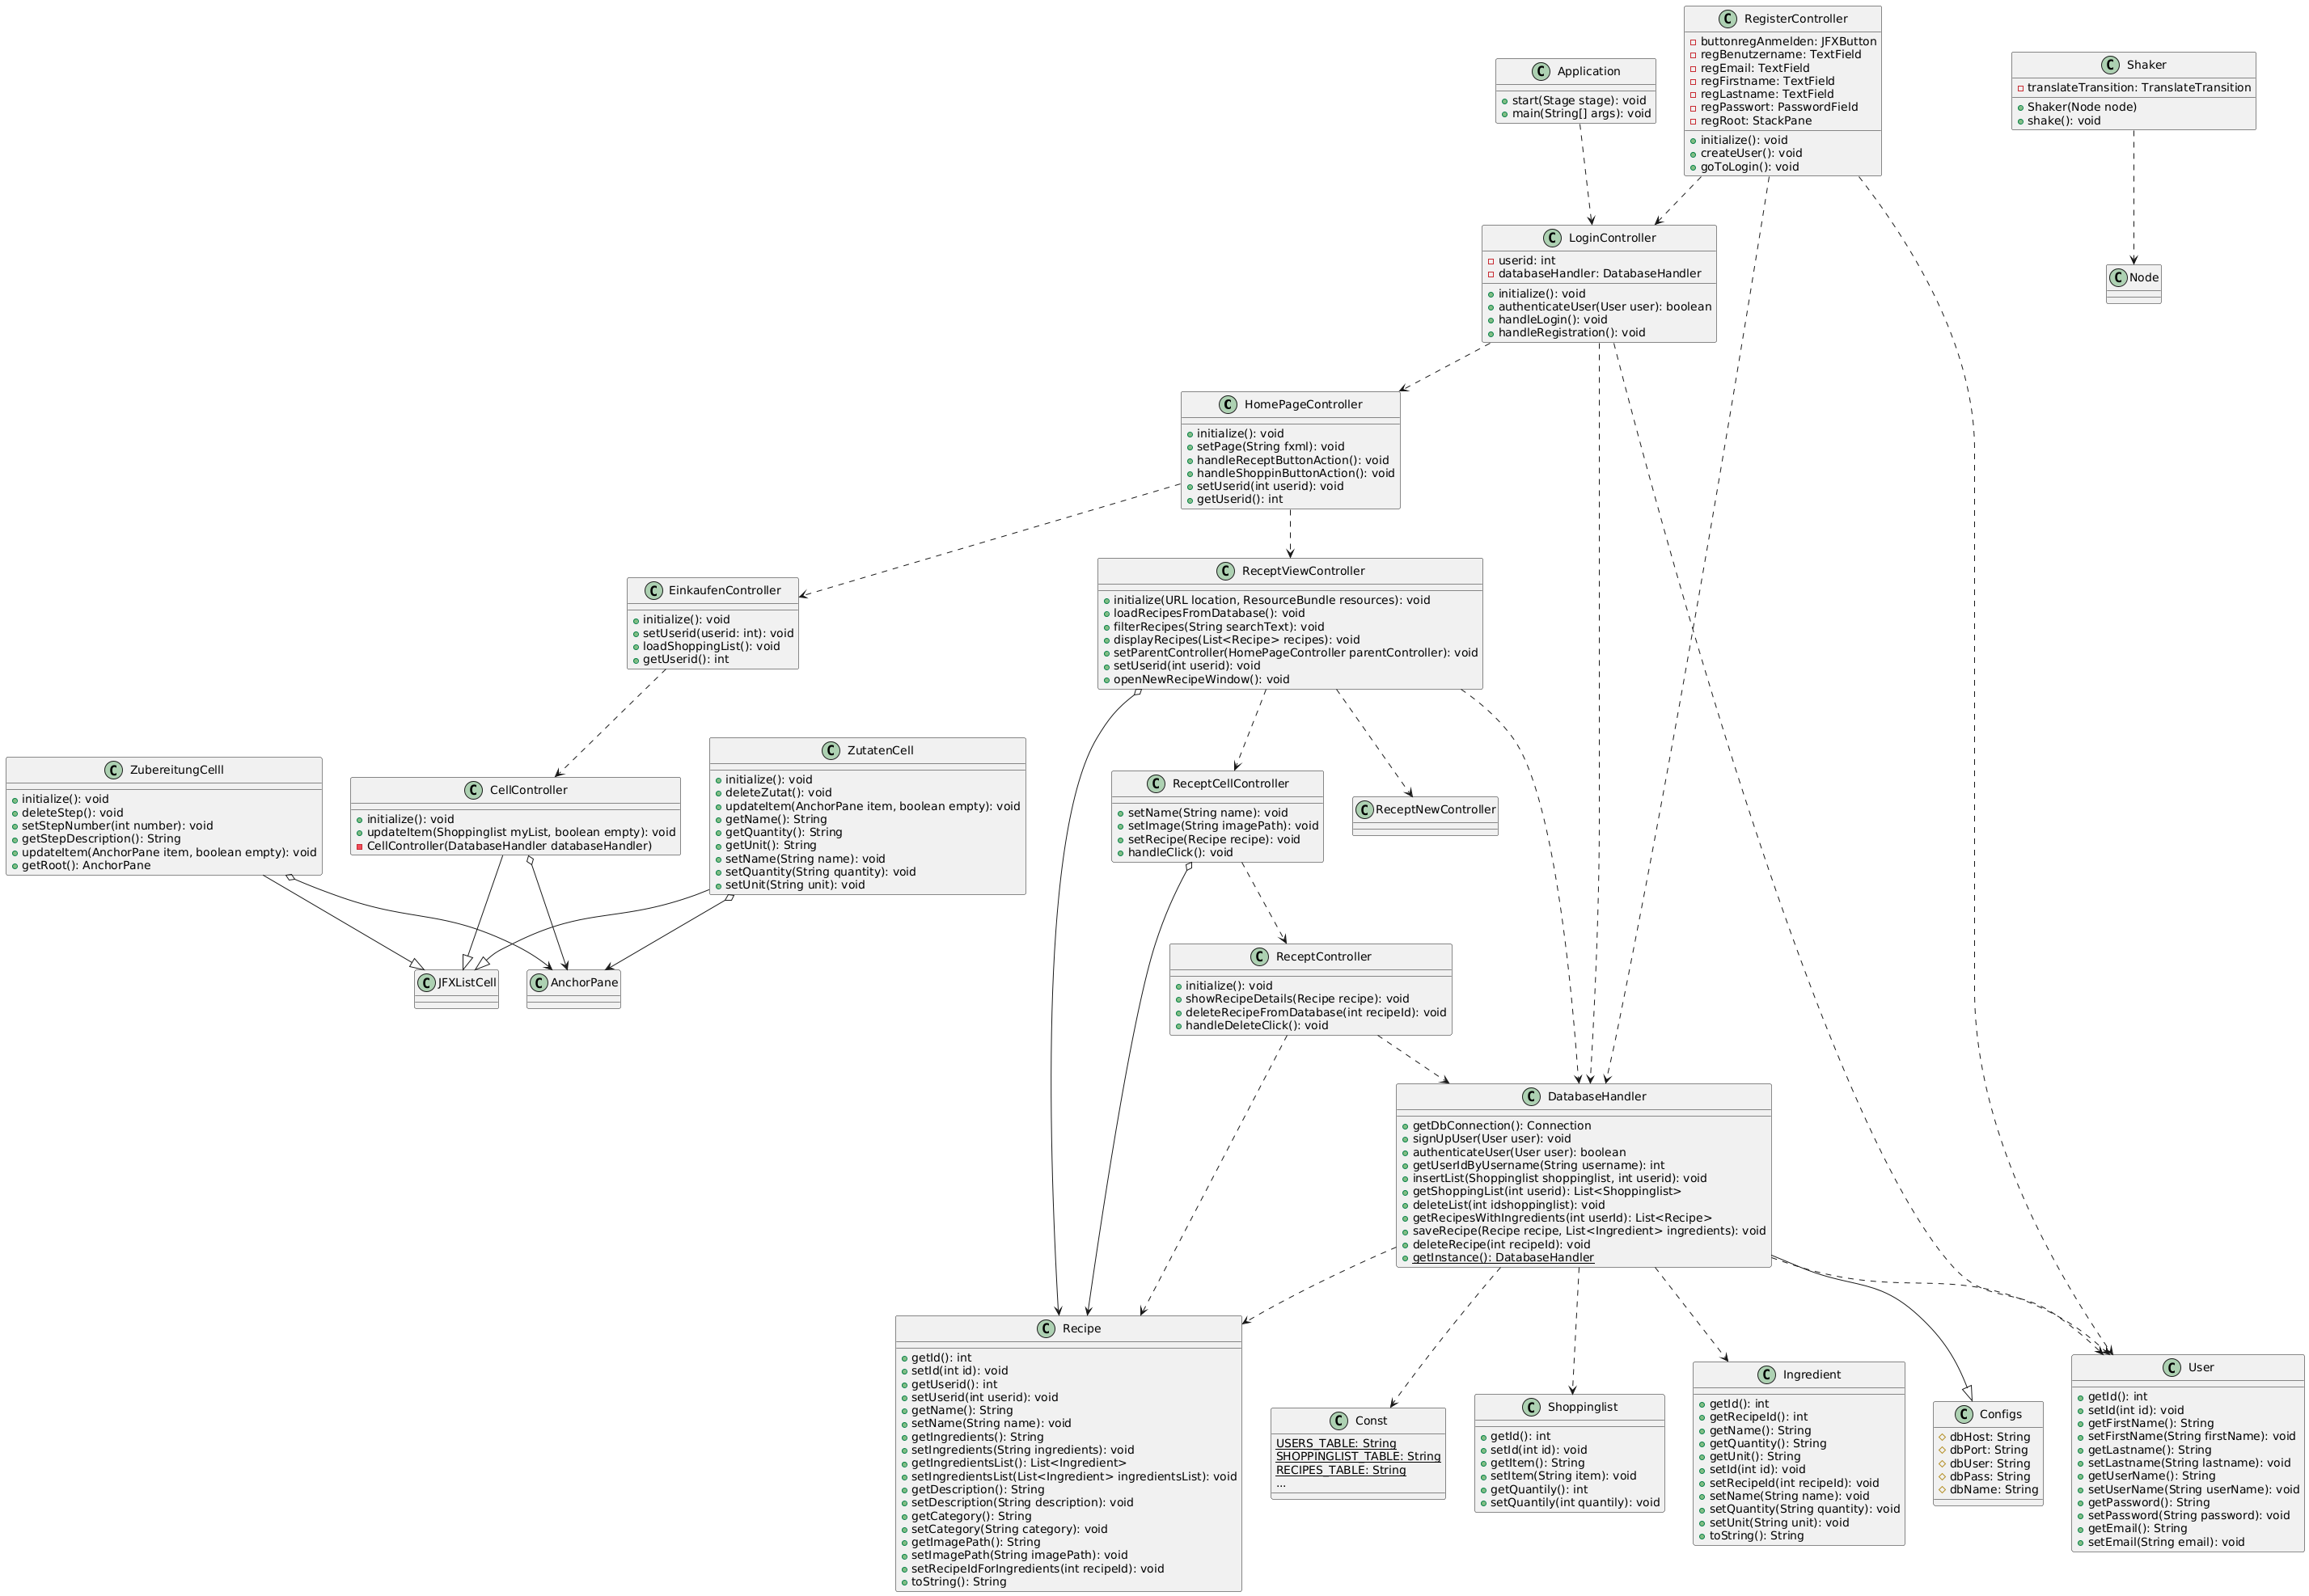 RegisterController
buttonregAnmelden: JFXButton
regBenutzername: TextField
regEmail: TextField
regFirstname: TextField
regLastname: TextField
regPasswort: PasswordField
regRoot: StackPane
initialize(): void
createUser(): void
goToLogin(): void
Application
start(Stage stage): void
main(String[] args): void
Shaker
translateTransition: TranslateTransition
Shaker(Node node)
shake(): void
LoginController
userid: int
databaseHandler: DatabaseHandler
initialize(): void
authenticateUser(User user): boolean
handleLogin(): void
handleRegistration(): void
Node
HomePageController
initialize(): void
setPage(String fxml): void
handleReceptButtonAction(): void
handleShoppinButtonAction(): void
setUserid(int userid): void
getUserid(): int
EinkaufenController
initialize(): void
setUserid(userid: int): void
loadShoppingList(): void
getUserid(): int
ReceptViewController
initialize(URL location, ResourceBundle resources): void
loadRecipesFromDatabase(): void
filterRecipes(String searchText): void
displayRecipes(List<Recipe> recipes): void
setParentController(HomePageController parentController): void
setUserid(int userid): void
openNewRecipeWindow(): void
ZubereitungCelll
initialize(): void
deleteStep(): void
setStepNumber(int number): void
getStepDescription(): String
updateItem(AnchorPane item, boolean empty): void
getRoot(): AnchorPane
CellController
initialize(): void
updateItem(Shoppinglist myList, boolean empty): void
CellController(DatabaseHandler databaseHandler)
ZutatenCell
initialize(): void
deleteZutat(): void
updateItem(AnchorPane item, boolean empty): void
getName(): String
getQuantity(): String
getUnit(): String
setName(String name): void
setQuantity(String quantity): void
setUnit(String unit): void
ReceptCellController
setName(String name): void
setImage(String imagePath): void
setRecipe(Recipe recipe): void
handleClick(): void
ReceptNewController
JFXListCell
AnchorPane
ReceptController
initialize(): void
showRecipeDetails(Recipe recipe): void
deleteRecipeFromDatabase(int recipeId): void
handleDeleteClick(): void
DatabaseHandler
getDbConnection(): Connection
signUpUser(User user): void
authenticateUser(User user): boolean
getUserIdByUsername(String username): int
insertList(Shoppinglist shoppinglist, int userid): void
getShoppingList(int userid): List<Shoppinglist>
deleteList(int idshoppinglist): void
getRecipesWithIngredients(int userId): List<Recipe>
saveRecipe(Recipe recipe, List<Ingredient> ingredients): void
deleteRecipe(int recipeId): void
getInstance(): DatabaseHandler
Recipe
getId(): int
setId(int id): void
getUserid(): int
setUserid(int userid): void
getName(): String
setName(String name): void
getIngredients(): String
setIngredients(String ingredients): void
getIngredientsList(): List<Ingredient>
setIngredientsList(List<Ingredient> ingredientsList): void
getDescription(): String
setDescription(String description): void
getCategory(): String
setCategory(String category): void
getImagePath(): String
setImagePath(String imagePath): void
setRecipeIdForIngredients(int recipeId): void
toString(): String
Const
USERS_TABLE: String
SHOPPINGLIST_TABLE: String
RECIPES_TABLE: String
...
Shoppinglist
getId(): int
setId(int id): void
getItem(): String
setItem(String item): void
getQuantily(): int
setQuantily(int quantily): void
Ingredient
getId(): int
getRecipeId(): int
getName(): String
getQuantity(): String
getUnit(): String
setId(int id): void
setRecipeId(int recipeId): void
setName(String name): void
setQuantity(String quantity): void
setUnit(String unit): void
toString(): String
Configs
dbHost: String
dbPort: String
dbUser: String
dbPass: String
dbName: String
User
getId(): int
setId(int id): void
getFirstName(): String
setFirstName(String firstName): void
getLastname(): String
setLastname(String lastname): void
getUserName(): String
setUserName(String userName): void
getPassword(): String
setPassword(String password): void
getEmail(): String
setEmail(String email): void